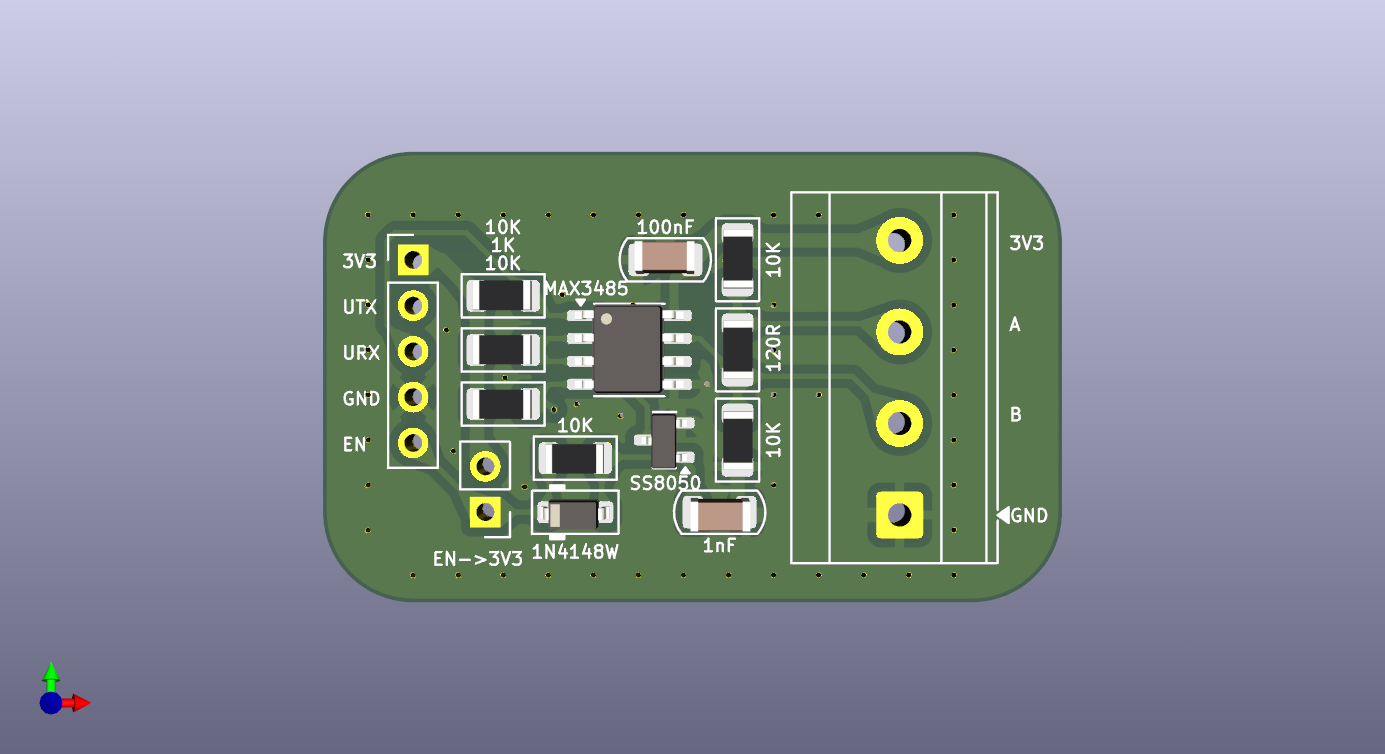 10K
1K
10K
100nF
3V3
UTX
URX
GND
EN
MAX3485
10K
120R
10K
10K
SS8050
EN->3V3
1N4148W
1nF
3V3
A
B
GND